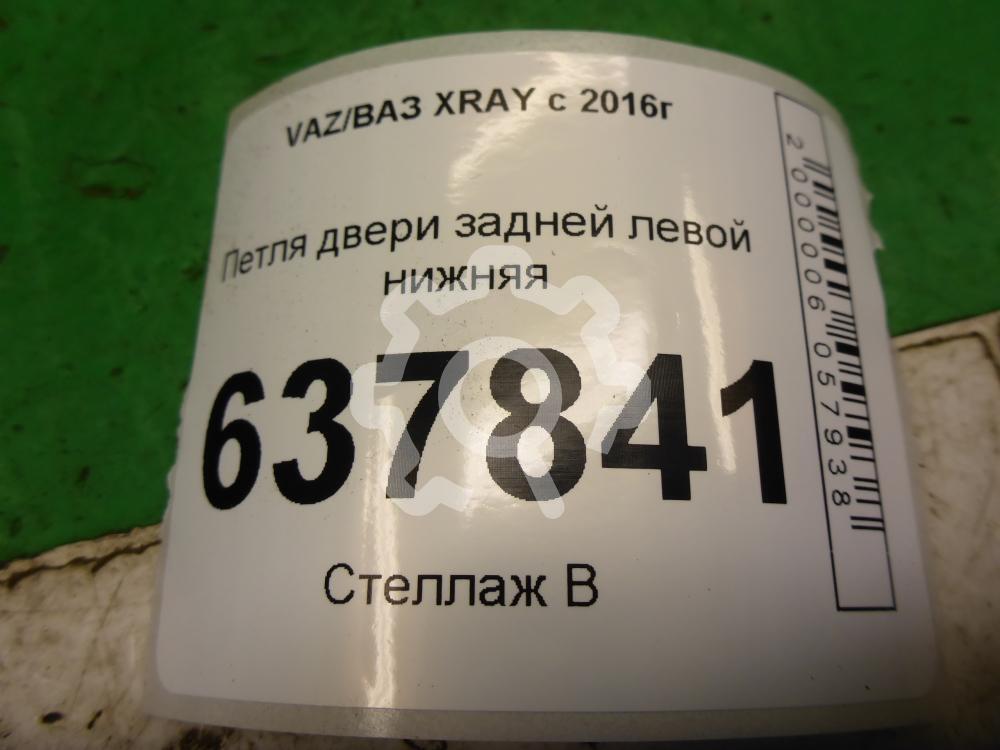 VAZ/ВАЗ XRAY с 2016г
Петля двери задней левой
нижняя
637841
Стеллаж В
2000006057938